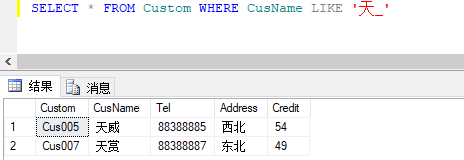 SELECT * FROM Custom WHERE CusName LIKE '天_'
结果 消息
Custom CusName Tel Address Credit
1 Cus005 天威 88388885 西北 54
2 Cus007 天赏 88388887 东北 49